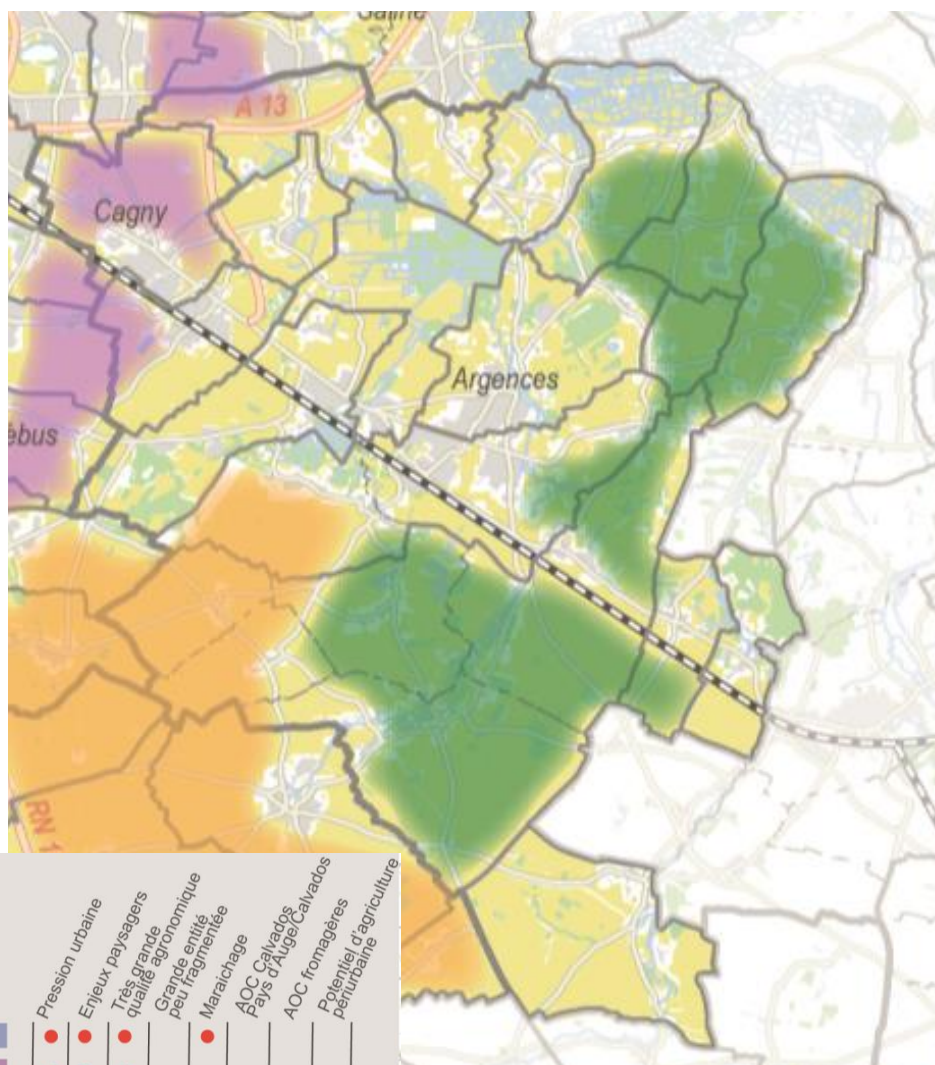 Saline
A 13
Cagny
Argences
ébus
RN 1
Pression urbaine
Enjeux paysagers
Très grande
qualité agronomique
Grande entité
peu fragmentée
Maraichage
AOC Calvados
Pays d'Auge/Calvados
AOC fromagères
Potentiel d'agriculture
périurbaine